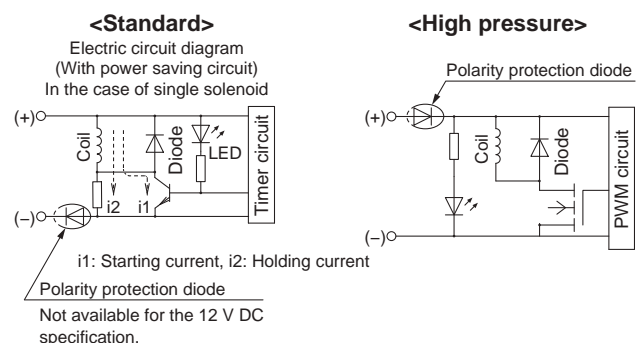 <Standard>
Electric circuit diagram
(With power saving circuit)
In the case of single solenoid
(+)
Coil
Diode
LED
Timer circuit
i2
i1
(−)
i1: Starting current, i2: Holding current
Polarity protection diode
Not available for the 12 V DC
specification.
<High pressure>
Polarity protection diode
(+)
Coil
Diode
PWM circuit
(−)